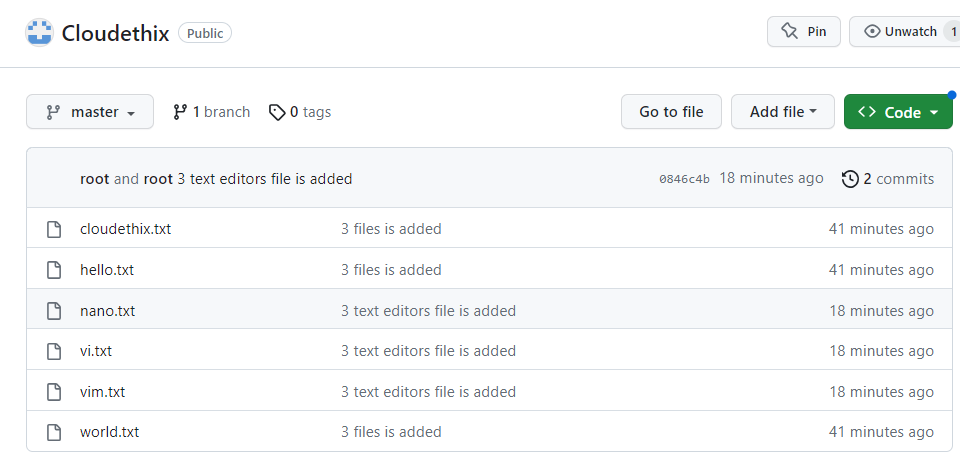 Cloudethix Public Pin Unwatch 1
master 1 branch 0 tags Go to file Add file Code
root and root 3 text editors file is added 0846c4b 18 minutes ago 2 commits
cloudethix.txt 3 files is added 41 minutes ago
hello.txt 3 files is added 41 minutes ago
nano.txt 3 text editors file is added 18 minutes ago
vi.txt 3 text editors file is added 18 minutes ago
vim.txt 3 text editors file is added 18 minutes ago
world.txt 3 files is added 41 minutes ago